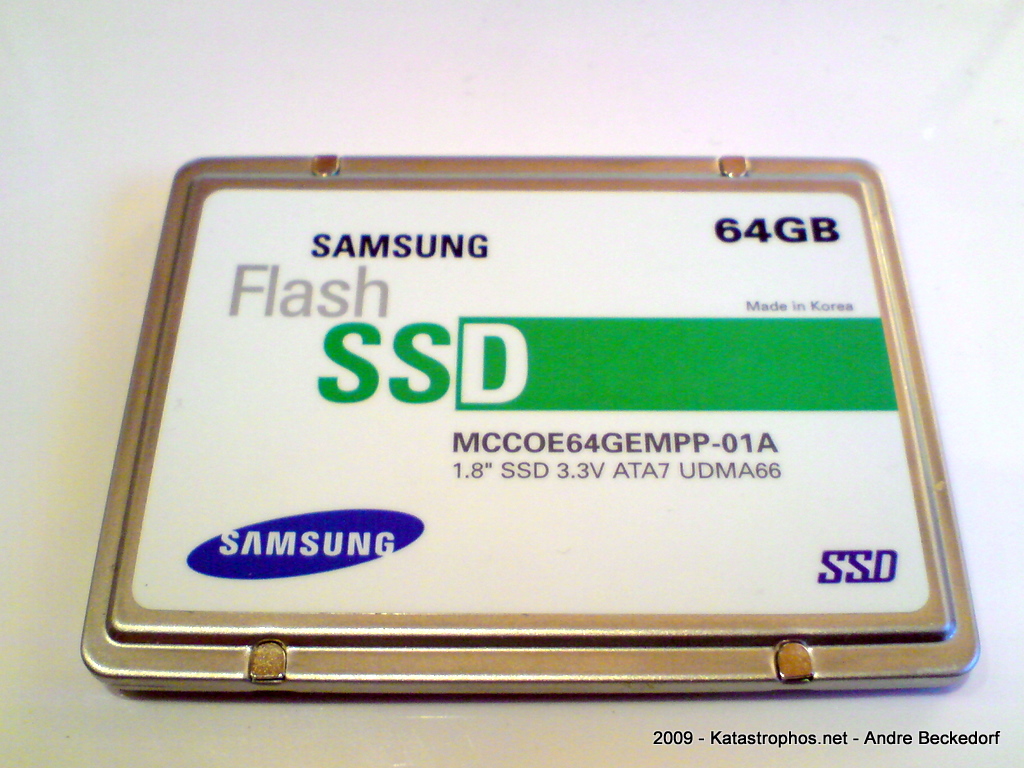 SAMSUNG
64GB
Flash
Made in Korea
SSD
MCCOE64GEMPP-01A
1.8" SSD 3.3V ATA7 UDMA66
SAMSUNG
SSD
2009 - Katastrophos.net - Andre Beckedorf